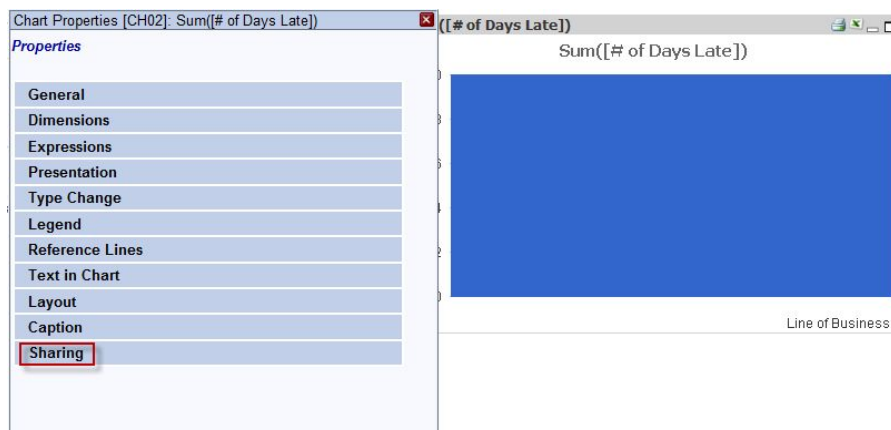 Chart Properties [CH02]: Sum([# of Days Late])
([# of Days Late])
Properties
Sum([# of Days Late])
General
Dimensions
Expressions
Presentation
Type Change
Legend
Reference Lines
Text in Chart
Layout
Caption
Sharing
Line of Business